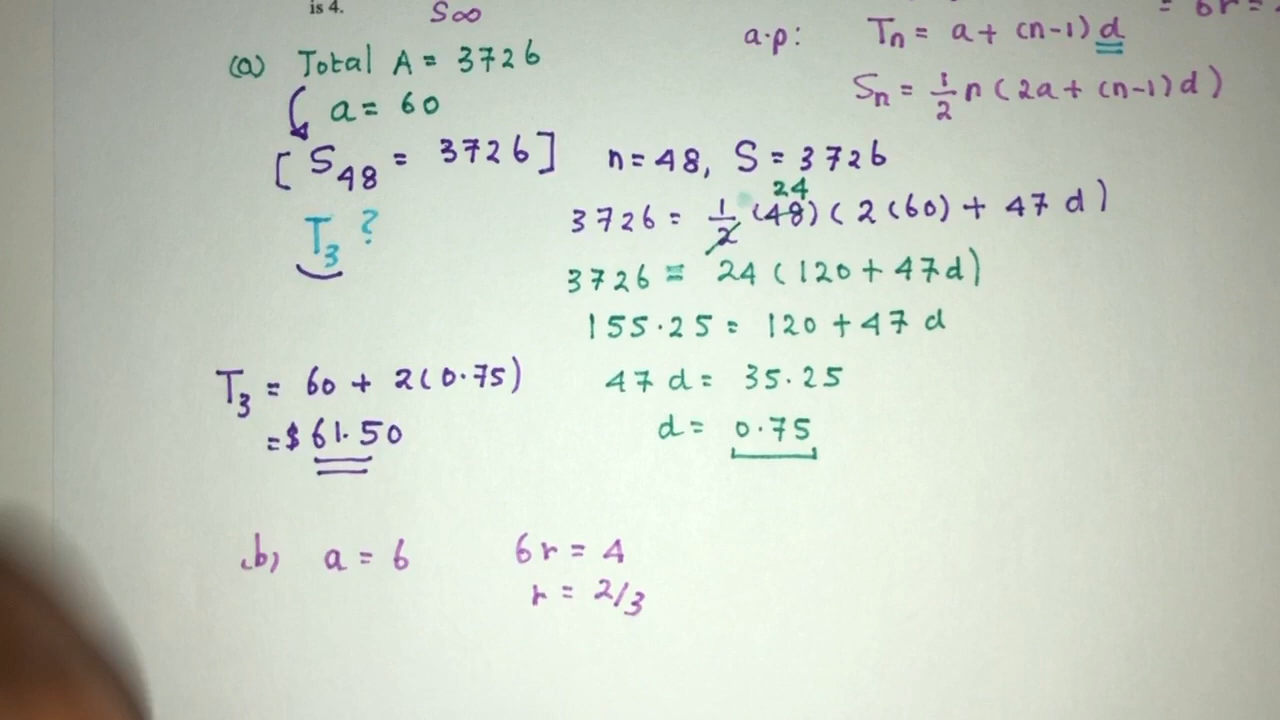 is 4.
S∞
(a) Total A = 3726
a = 60
[ S48 = 3726 ]
T3 ?
a.p: Tn = a + (n-1) d
Sn = 1/2 n ( 2a + (n-1) d )
n = 48, S = 3726
24
3726 = 1/2 (48) ( 2 (60) + 47 d )
3726 = 24 ( 120 + 47 d )
155.25 = 120 + 47 d
47 d = 35.25
d = 0.75
T3 = 60 + 2 ( 0.75 )
= $ 61.50
(b) a = 6 6r = 4
r = 2/3